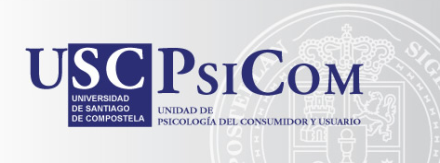 USC PSICOM
UNIVERSIDAD
DE SANTIAGO
DE COMPOSTELA
UNIDAD DE
PSICOLOGÍA DEL CONSUMIDOR Y USUARIO